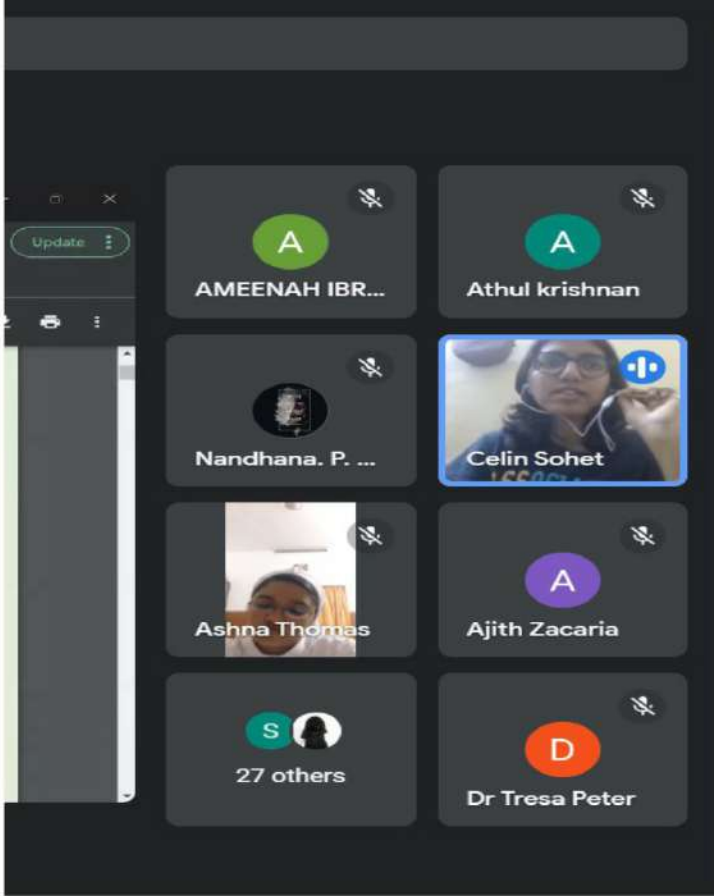 Update
A
AMEENAH IBR...
A
Athul krishnan
Nandhana. P. ...
Celin Sohet
Ashna Thomas
A
Ajith Zacaria
S
27 others
D
Dr Tresa Peter